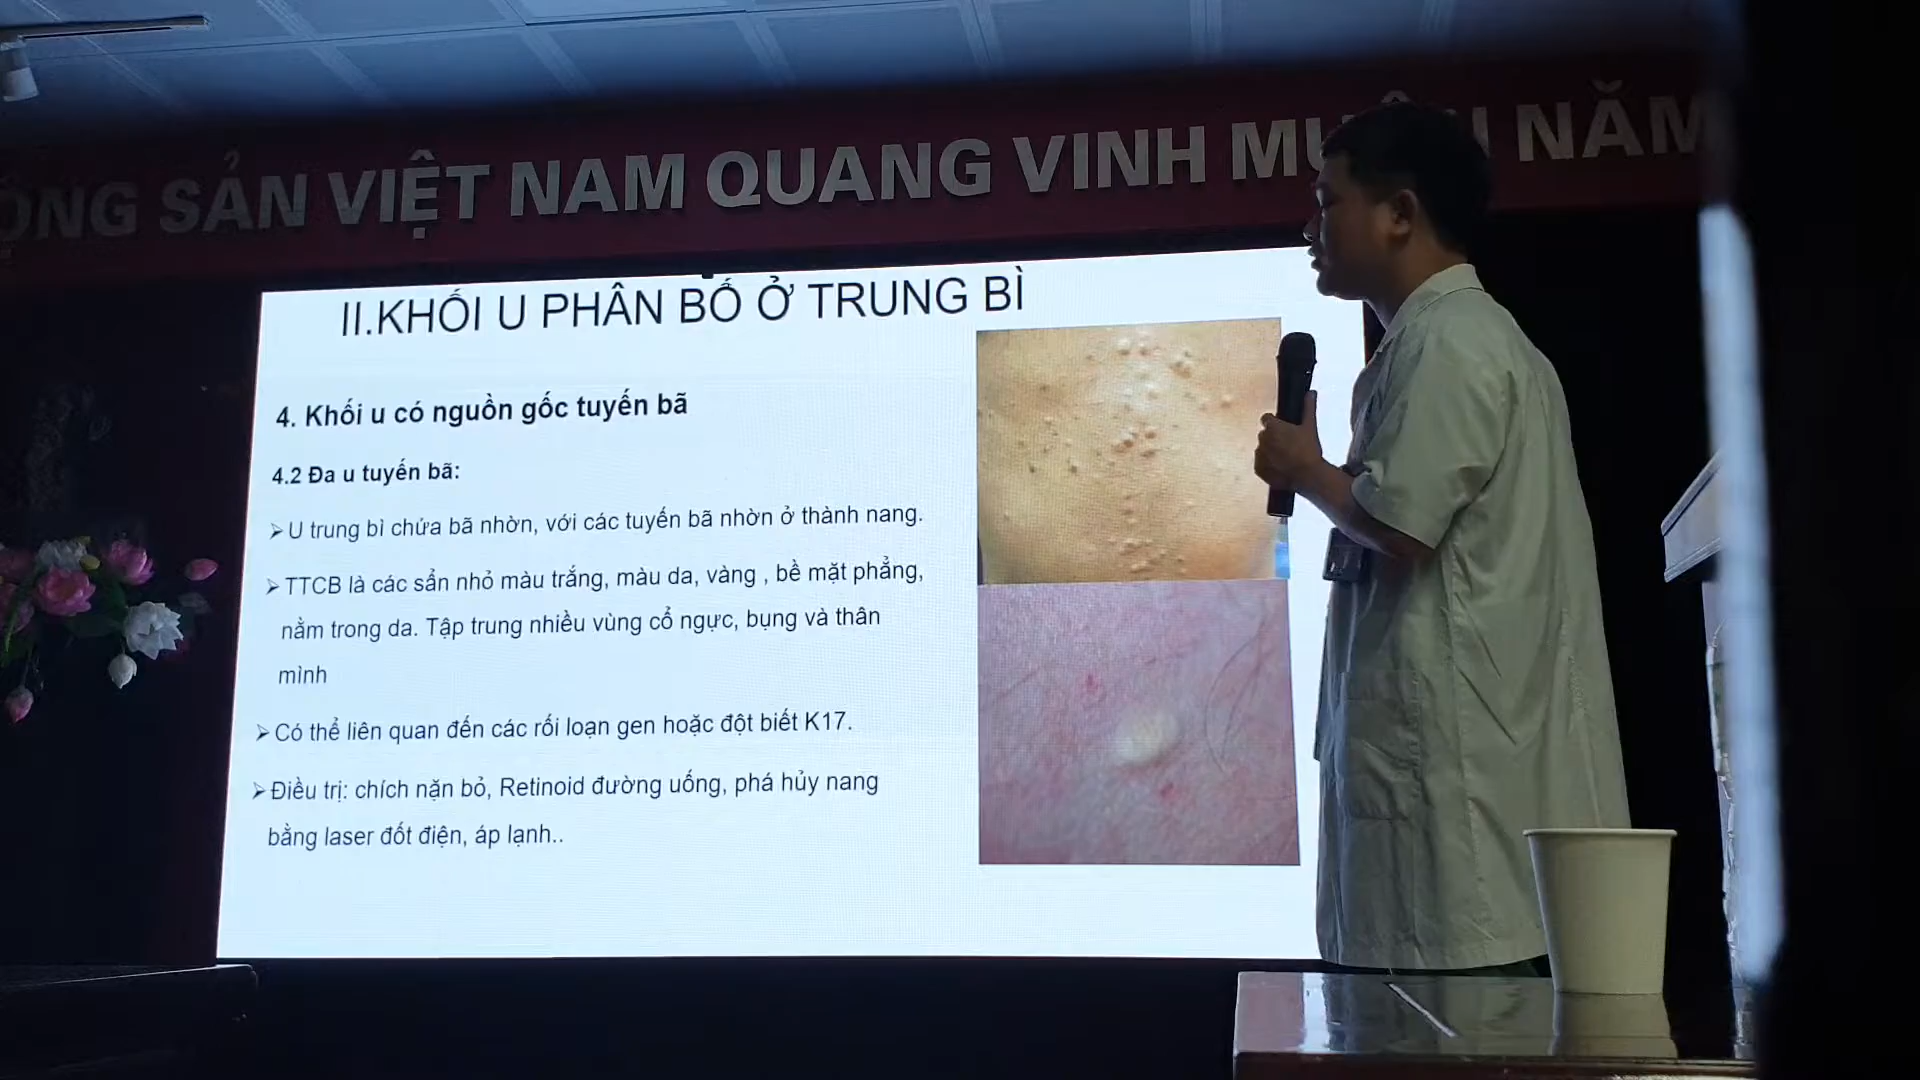 ỘNG SẢN VIỆT NAM QUANG VINH MUÔN NĂM
II.KHỐI U PHÂN BỐ Ở TRUNG BÌ
4. Khối u có nguồn gốc tuyến bã
4.2 Đa u tuyến bã:
➢U trung bì chứa bã nhờn, với các tuyến bã nhờn ở thành nang.
➢TTCB là các sẩn nhỏ màu trắng, màu da, vàng , bề mặt phẳng,
nằm trong da. Tập trung nhiều vùng cổ ngực, bụng và thân
mình
➢Có thể liên quan đến các rối loạn gen hoặc đột biết K17.
➢Điều trị: chích nặn bỏ, Retinoid đường uống, phá hủy nang
bằng laser đốt điện, áp lạnh..